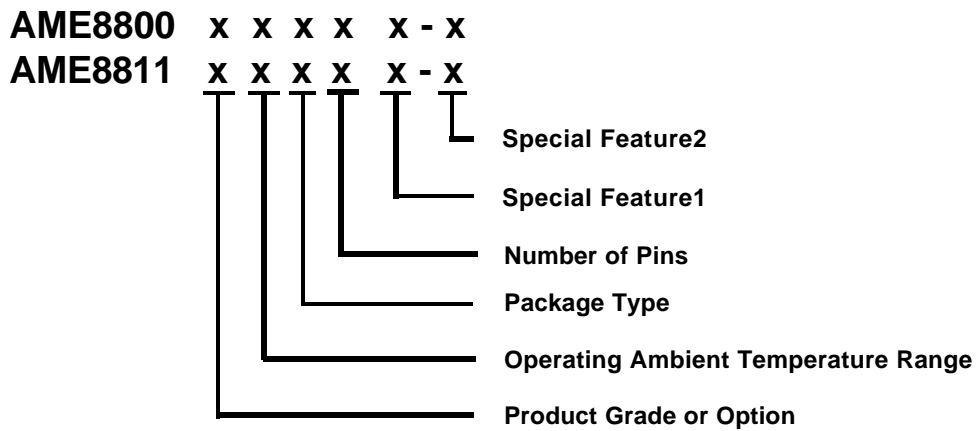 AME8800 x x x x x - x
AME8811 x x x x x - x
Special Feature2
Special Feature1
Number of Pins
Package Type
Operating Ambient Temperature Range
Product Grade or Option